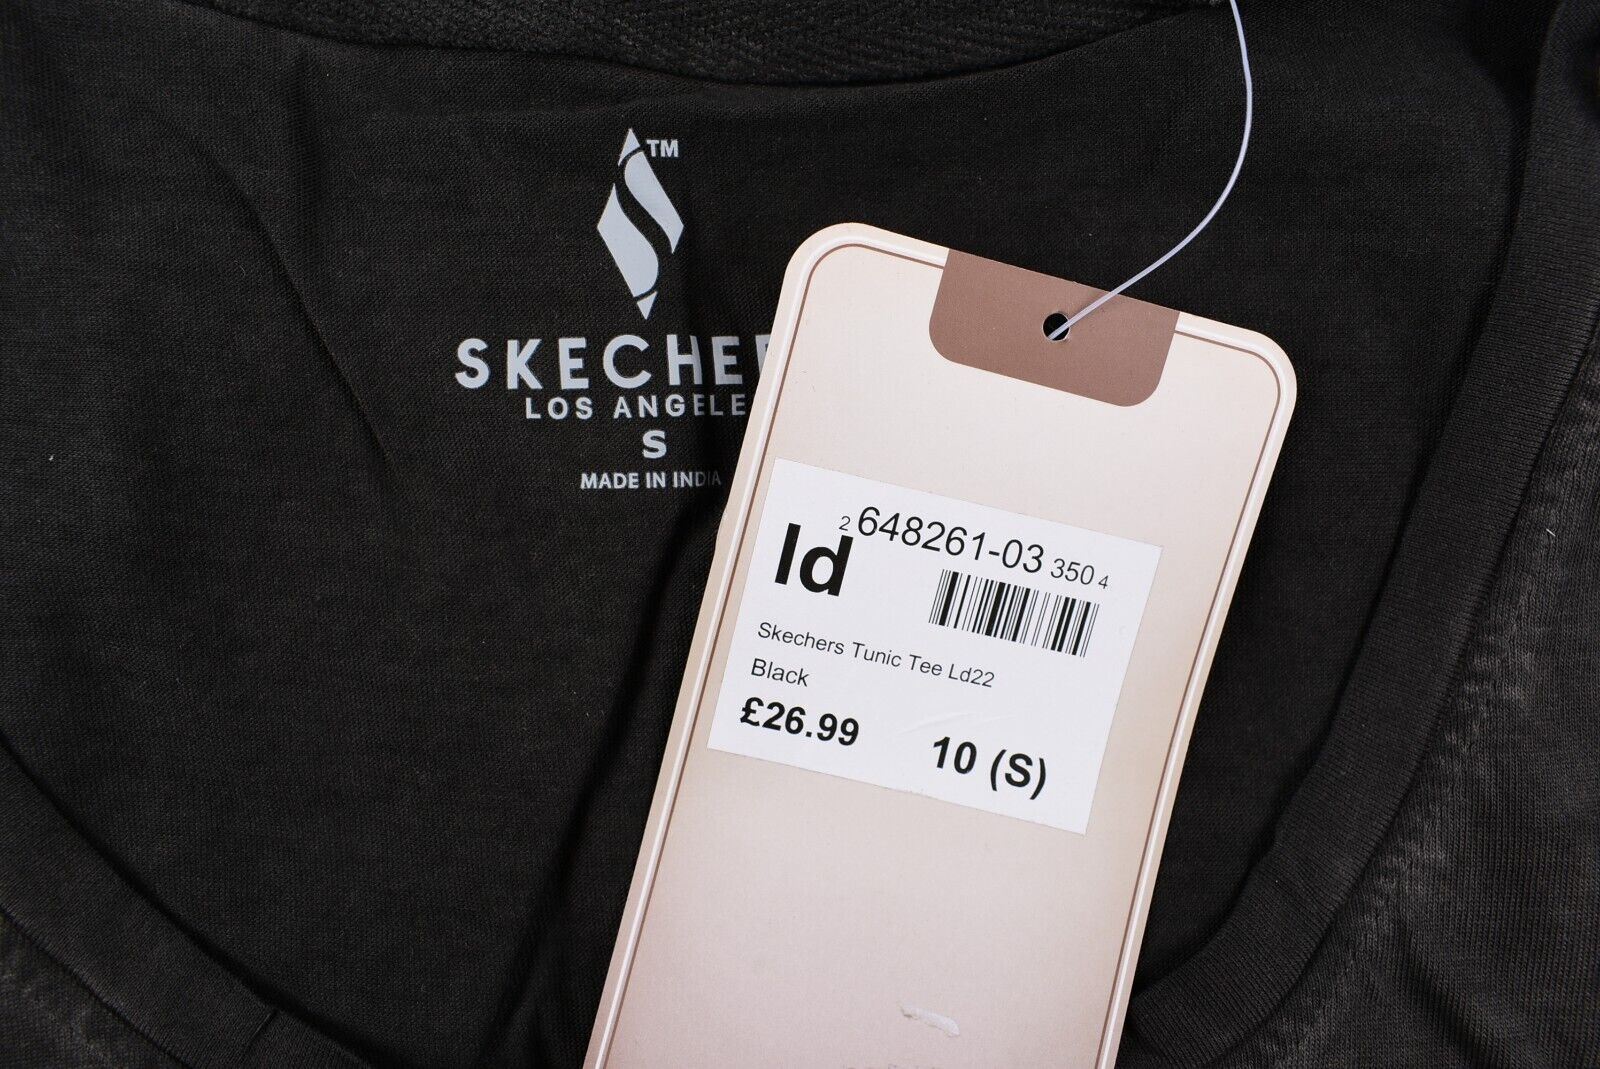 TM
SKECHE
LOS ANGELE
S
MADE IN INDIA
2 648261-03 350 4
ld
Skechers Tunic Tee Ld22
Black
£26.99 10 (S)